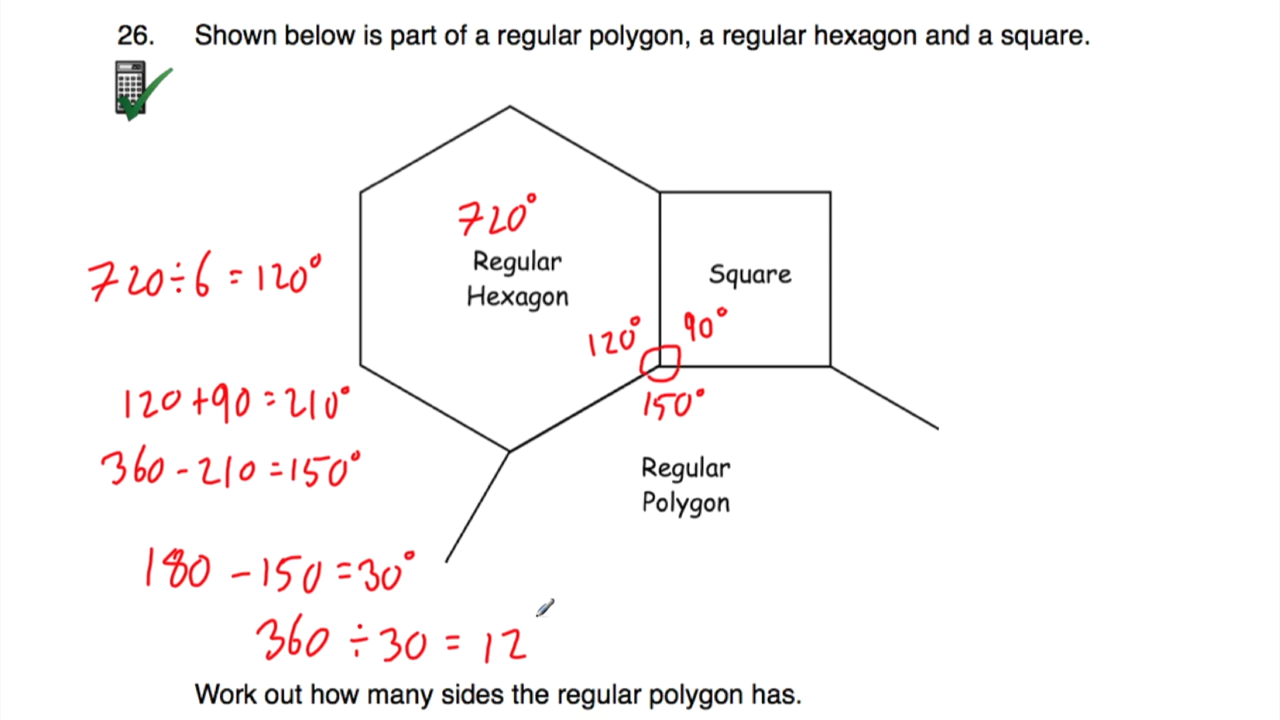 26. Shown below is part of a regular polygon, a regular hexagon and a square.
720°
Regular
Hexagon
Square
720÷6 = 120°
120°
90°
150°
120+90 = 210°
360 - 210 = 150°
Regular
Polygon
180 - 150 = 30°
360 ÷ 30 = 12
Work out how many sides the regular polygon has.